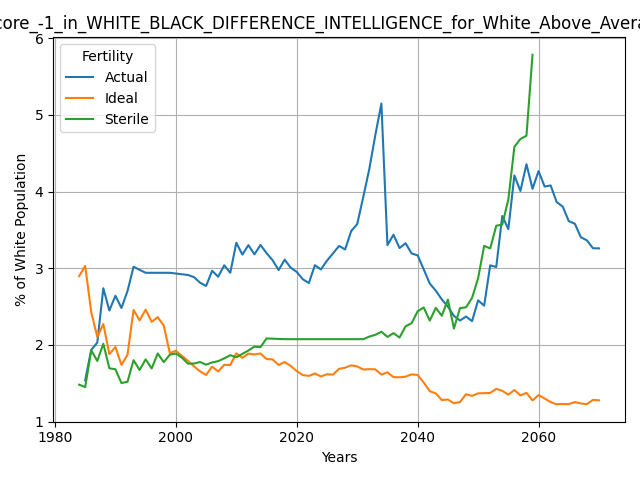 core_-1_in_WHITE_BLACK_DIFFERENCE_INTELLIGENCE_for_White_Above_Avera
Fertility
Actual
Ideal
Sterile
% of White Population
6
5
4
3
2
1
1980 2000 2020 2040 2060
Years